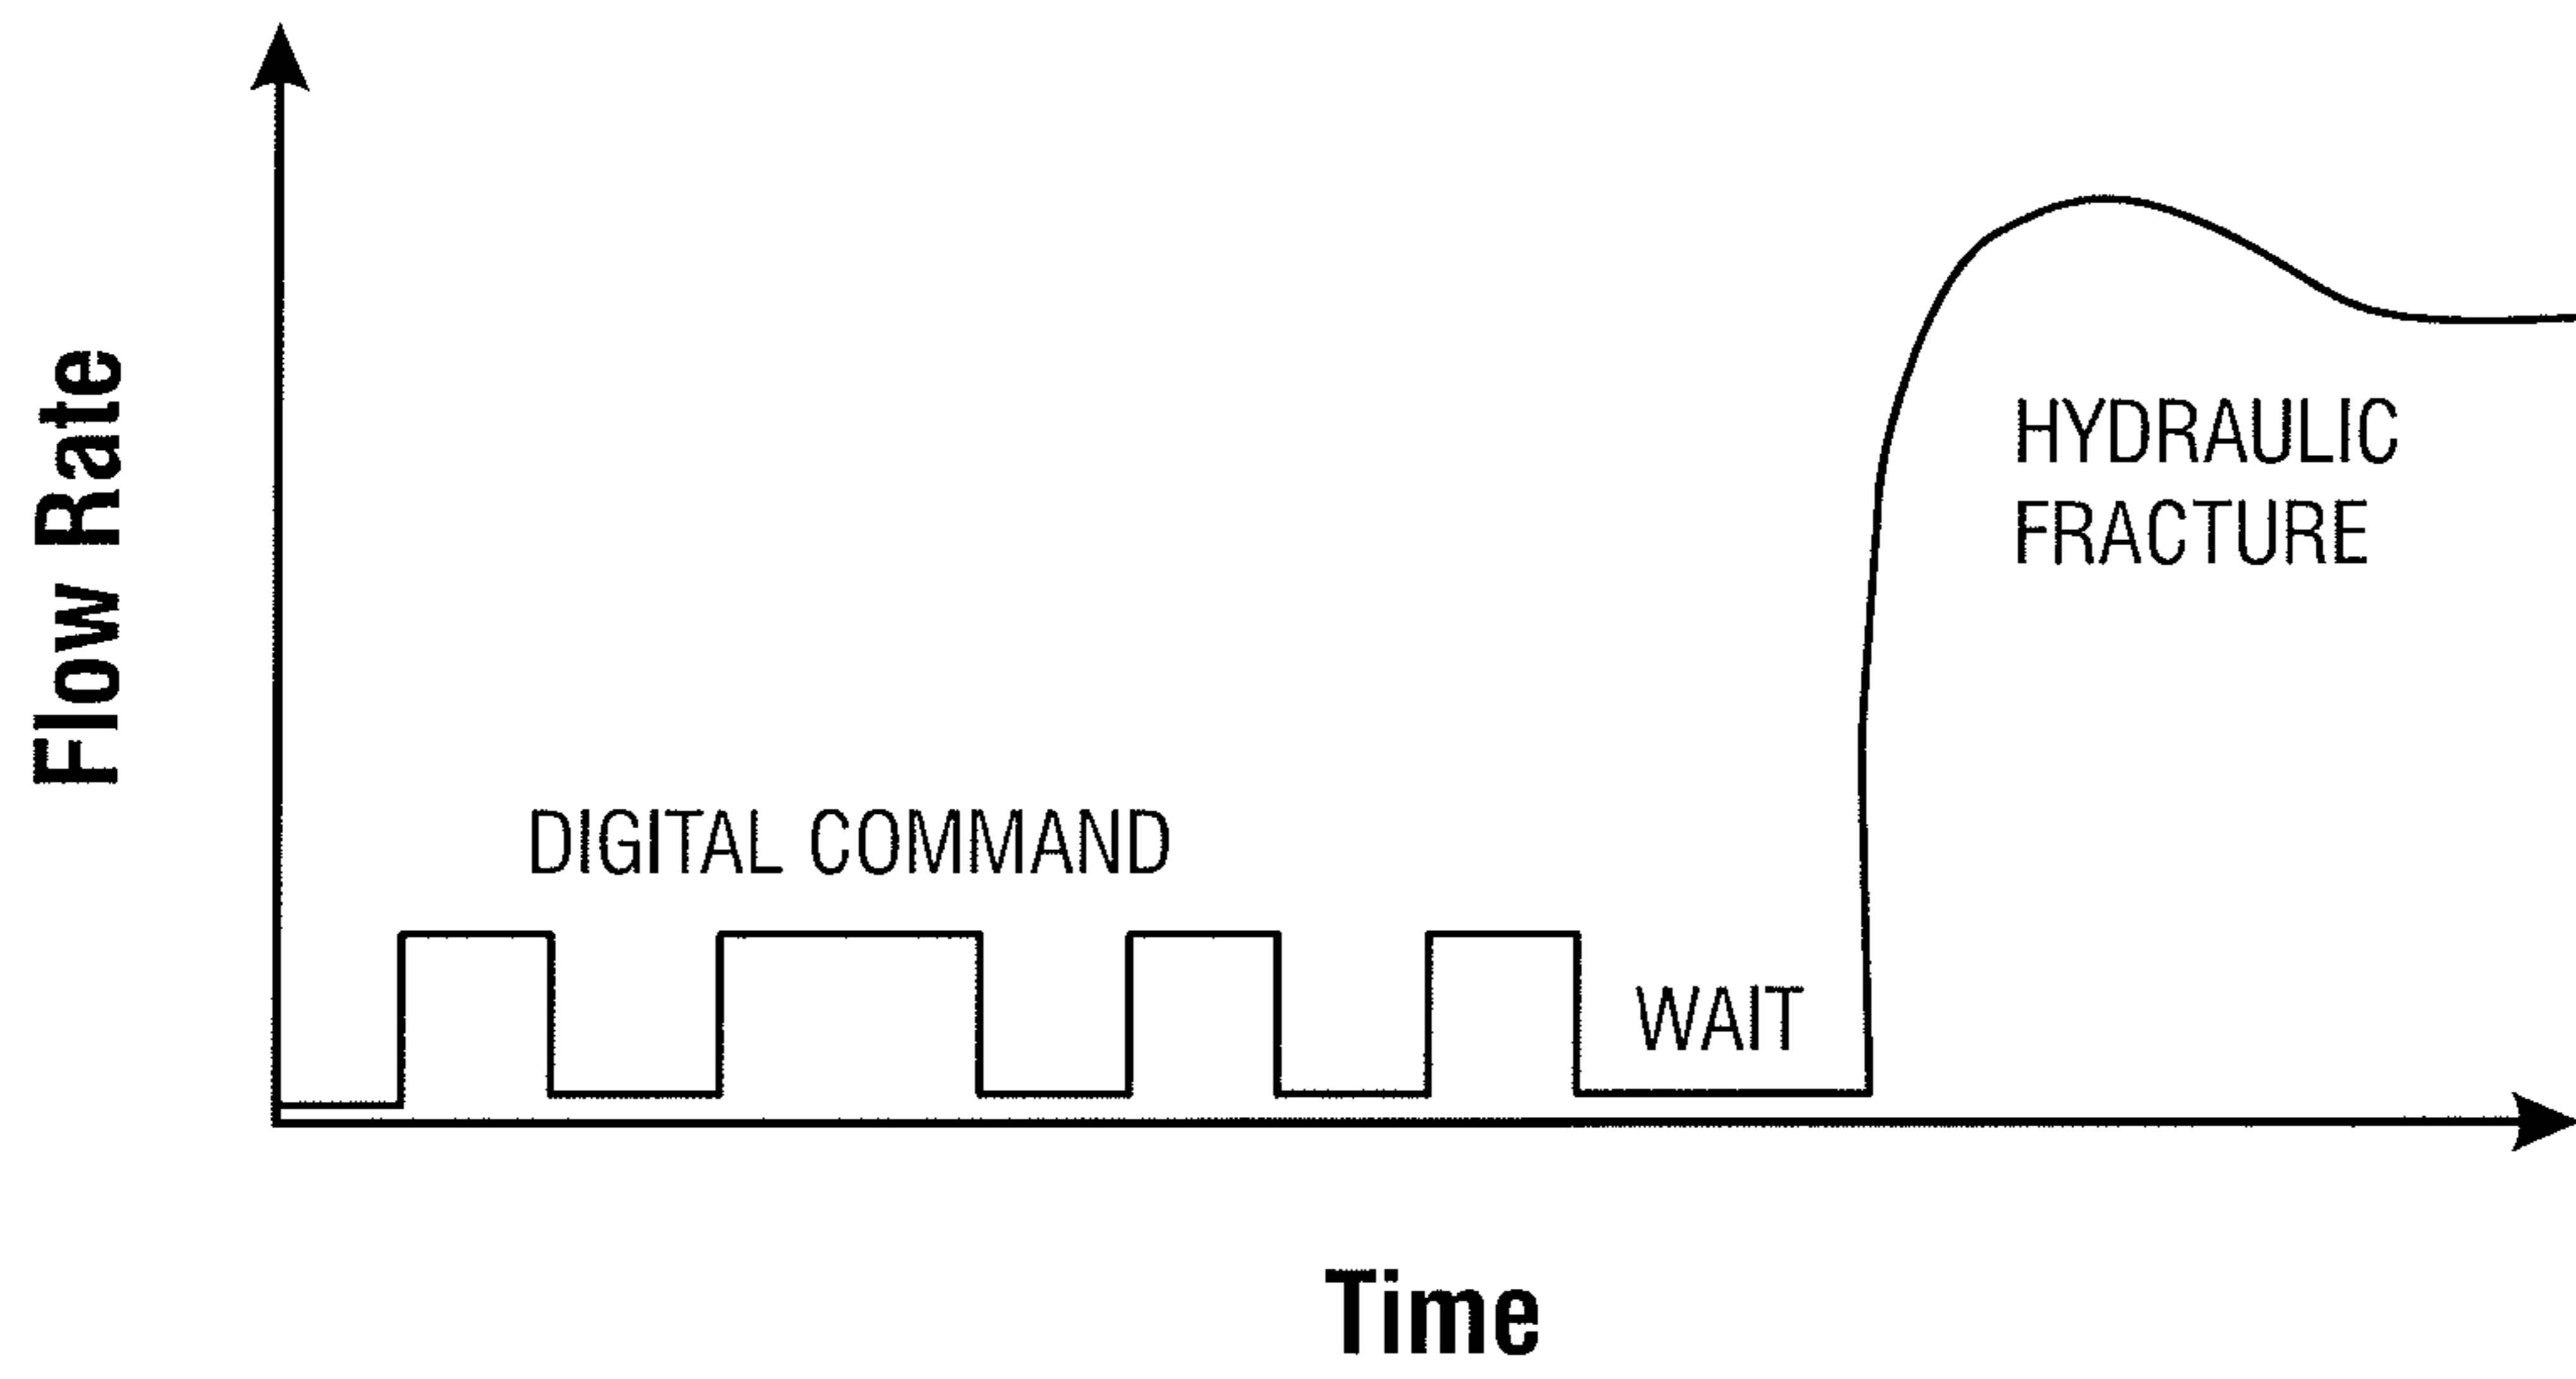 Flow Rate
DIGITAL COMMAND
WAIT
HYDRAULIC
FRACTURE
Time